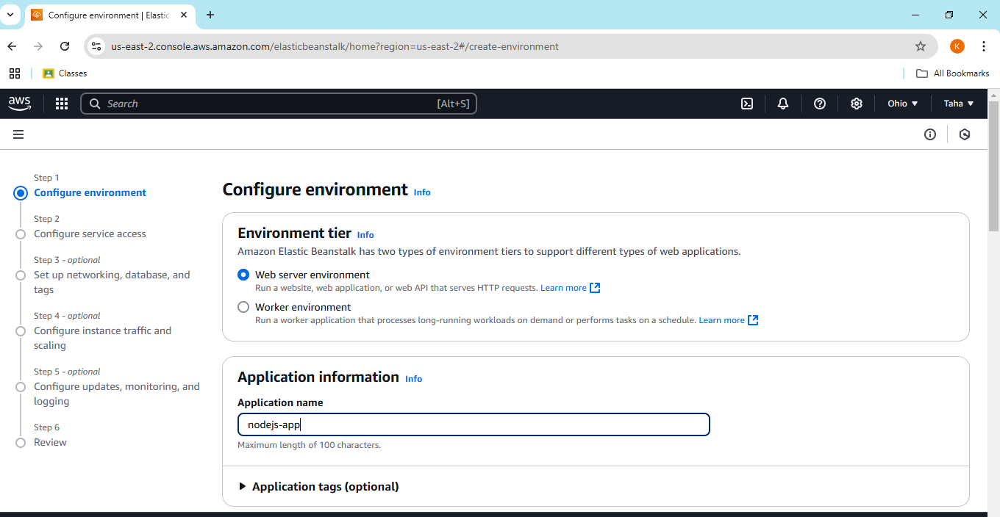 Configure environment | Elastic
us-east-2.console.aws.amazon.com/elasticbeanstalk/home?region=us-east-2#/create-environment
K
Classes
All Bookmarks
aws
Search
[Alt+S]
Ohio
Taha
Step 1
Configure environment
Step 2
Configure service access
Step 3 - optional
Set up networking, database, and
tags
Step 4 - optional
Configure instance traffic and
scaling
Step 5 - optional
Configure updates, monitoring, and
logging
Step 6
Review
Configure environment Info
Environment tier Info
Amazon Elastic Beanstalk has two types of environment tiers to support different types of web applications.
Web server environment
Run a website, web application, or web API that serves HTTP requests. Learn more
Worker environment
Run a worker application that processes long-running workloads on demand or performs tasks on a schedule. Learn more
Application information Info
Application name
nodejs-app
Maximum length of 100 characters.
Application tags (optional)